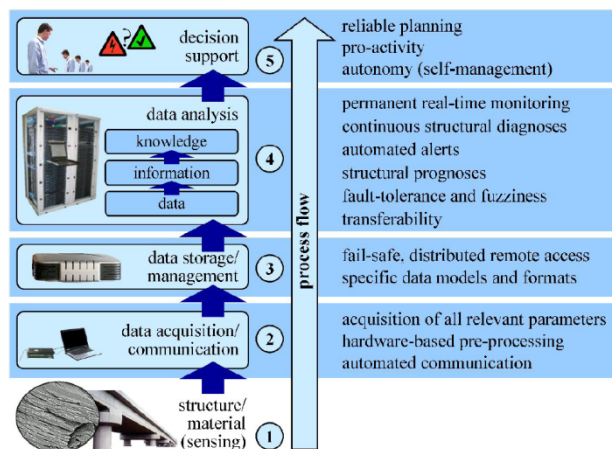 decision
support
5
reliable planning
pro-activity
autonomy (self-management)
data analysis
knowledge
information
data
4
permanent real-time monitoring
continuous structural diagnoses
automated alerts
structural prognoses
fault-tolerance and fuzziness
transferability
process flow
data storage/
management
3
fail-safe, distributed remote access
specific data models and formats
data acquisition/
communication
2
acquisition of all relevant parameters
hardware-based pre-processing
automated communication
structure/
material
(sensing)
1